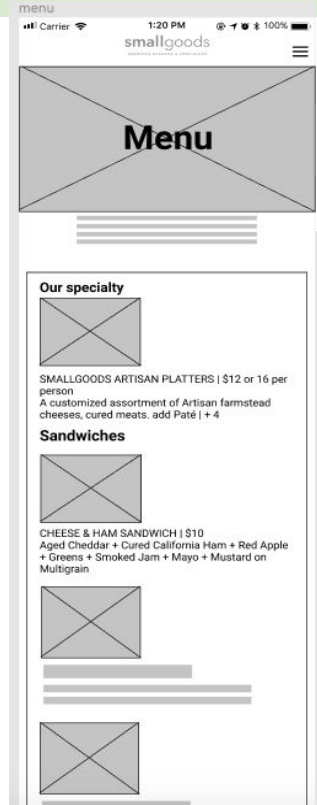 menu
Carrier
1:20 PM
100%
smallgoods
Menu
Our specialty
SMALLGOODS ARTISAN PLATTERS | $12 or 16 per
person
A customized assortment of Artisan farmstead
cheeses, cured meats. add Paté | + 4
Sandwiches
CHEESE & HAM SANDWICH | $10
Aged Cheddar + Cured California Ham + Red Apple
+ Greens + Smoked Jam + Mayo + Mustard on
Multigrain